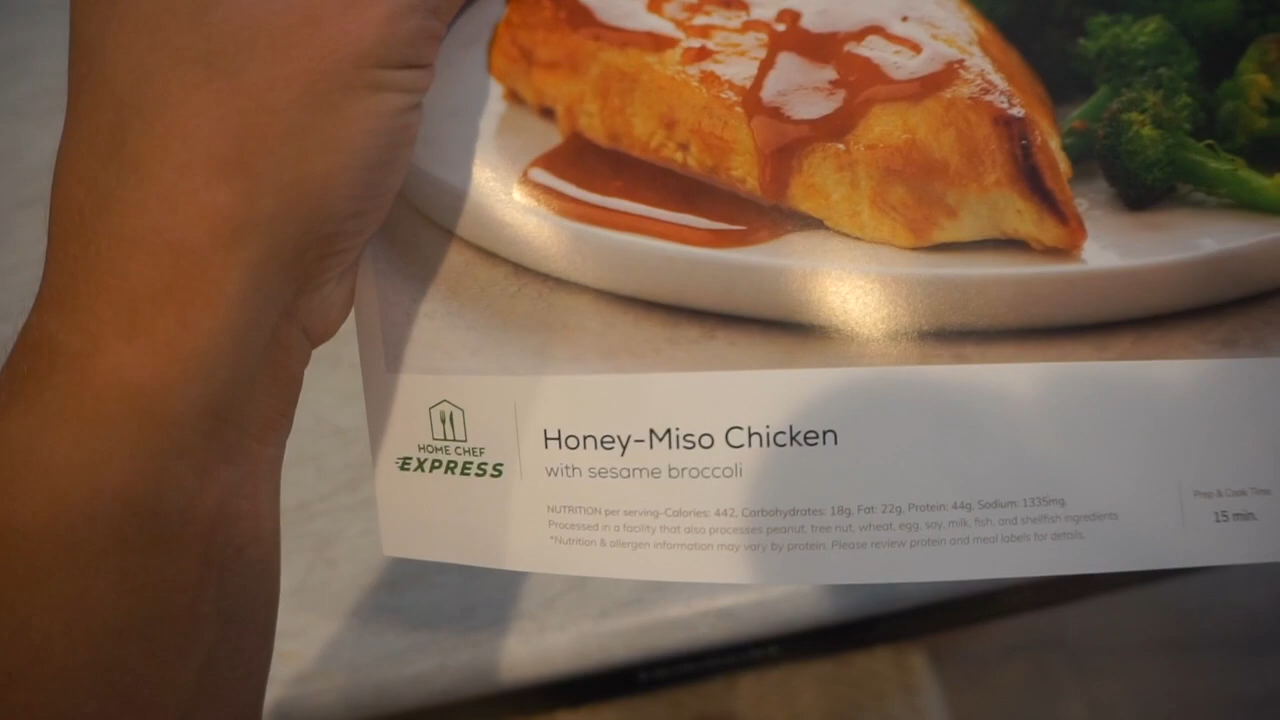 HOME CHEF
EXPRESS
Honey-Miso Chicken
with sesame broccoli
NUTRITION per serving-Calories: 442, Carbohydrates: 18g, Fat: 22g, Protein: 44g, Sodium: 1335mg.
Processed in a facility that also processes peanut, tree nut, wheat, egg, soy, milk, fish, and shellfish ingredients
*Nutrition & allergen information may vary by protein. Please review protein and meal labels for details.
Prep & Cook Time
15 min.